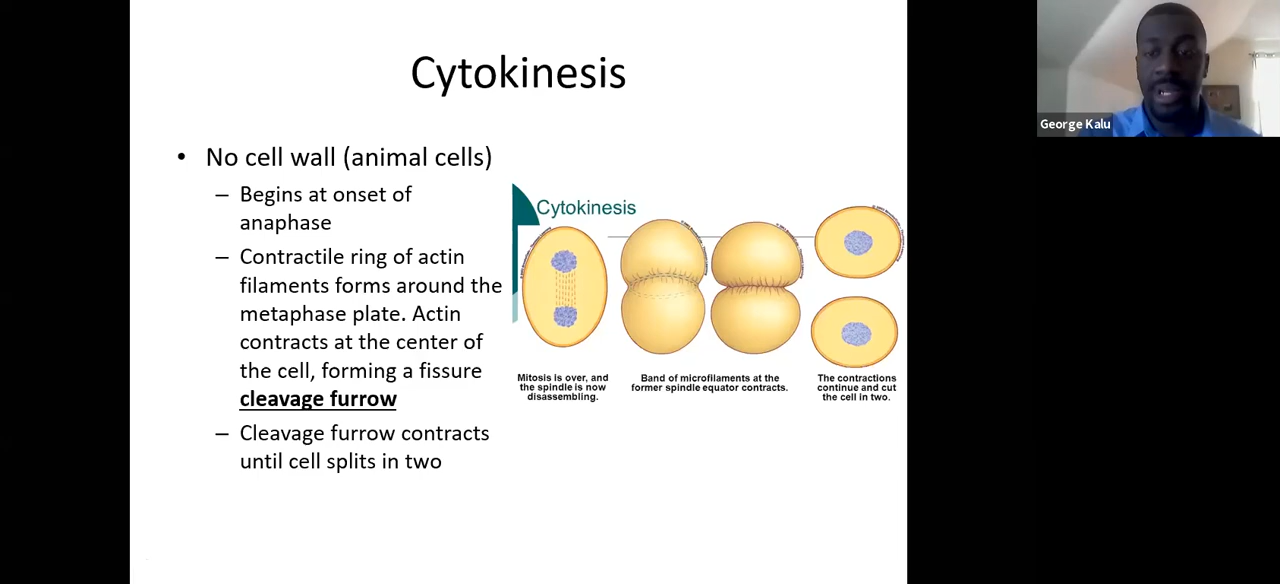 Cytokinesis
• No cell wall (animal cells)
– Begins at onset of
anaphase
– Contractile ring of actin
filaments forms around the
metaphase plate. Actin
contracts at the center of
the cell, forming a fissure
cleavage furrow
– Cleavage furrow contracts
until cell splits in two
Cytokinesis
Mitosis is over, and
the spindle is now
disassembling.
Band of microfilaments at the
former spindle equator contracts.
The contractions
continue and cut
the cell in two.
George Kalu